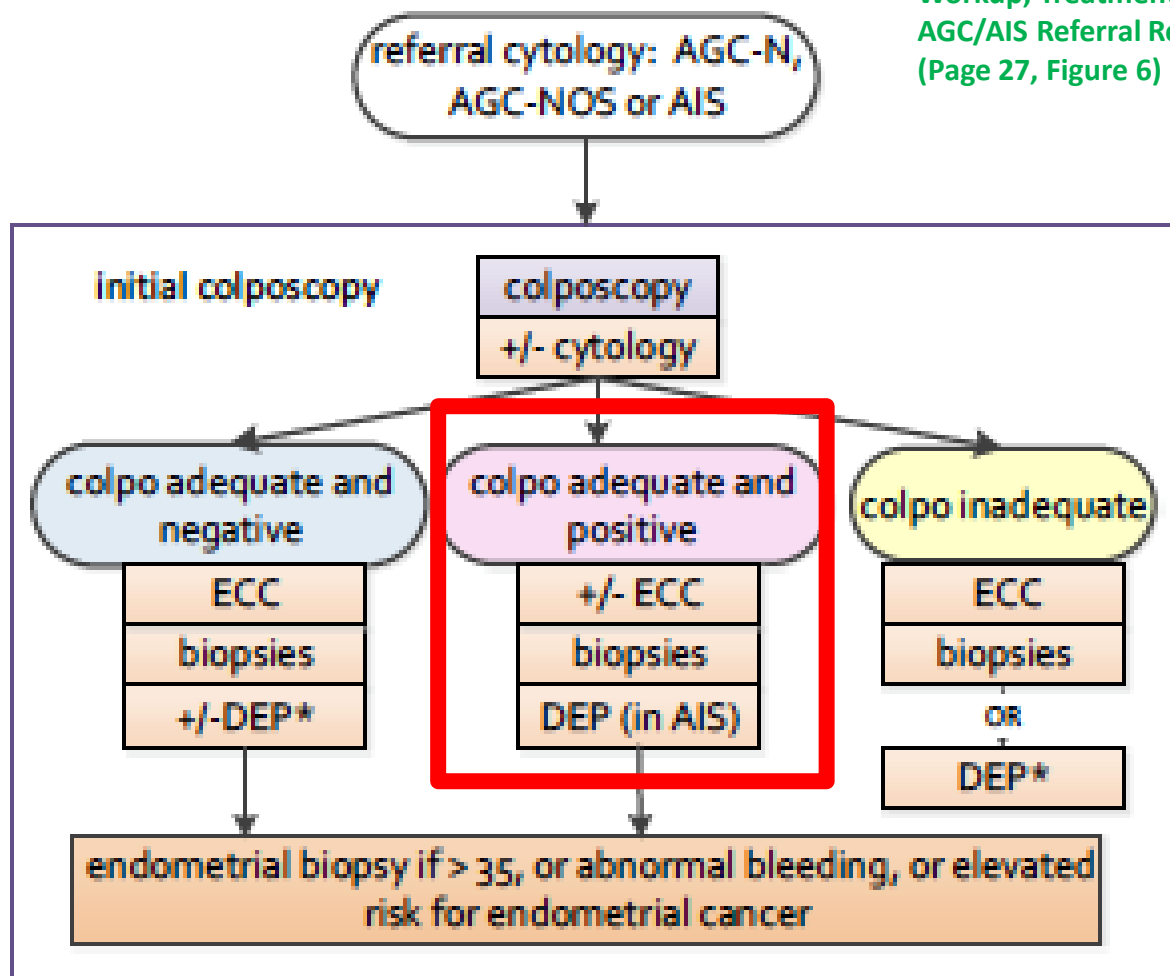 Workup, Treatment
AGC/AIS Referral
(Page 27, Figure 6)
referral cytology: AGC-N,
AGC-NOS or AIS
initial colposcopy
colposcopy
+/- cytology
colpo adequate and
negative
ECC
biopsies
+/-DEP*
colpo adequate and
positive
+/- ECC
biopsies
DEP (in AIS)
colpo inadequate
ECC
biopsies
OR
DEP*
endometrial biopsy if > 35, or abnormal bleeding, or elevated
risk for endometrial cancer